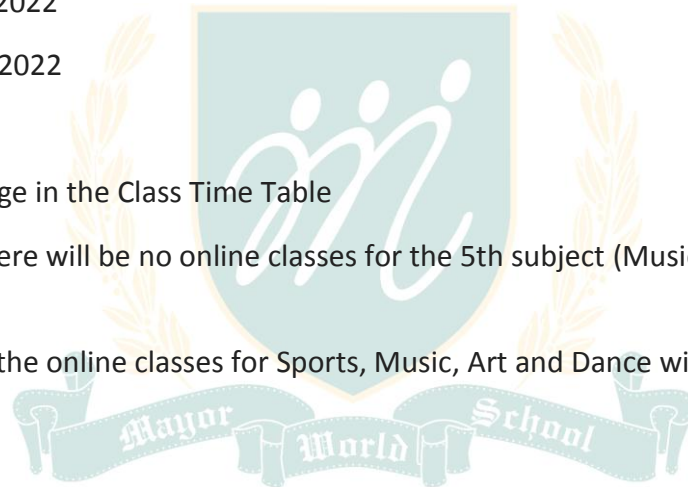 2022
2022
ge in the Class Time Table
ere will be no online classes for the 5th subject (Music
the online classes for Sports, Music, Art and Dance wi
Mayor World School